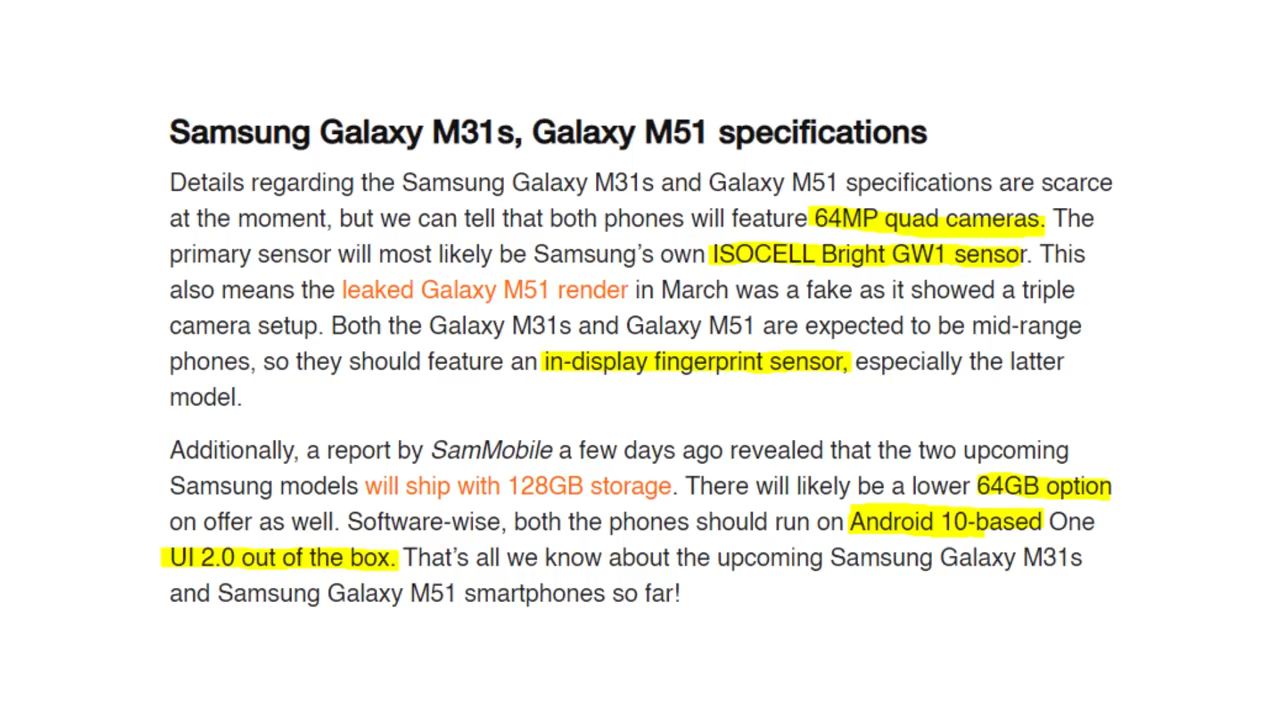 Samsung Galaxy M31s, Galaxy M51 specifications
Details regarding the Samsung Galaxy M31s and Galaxy M51 specifications are scarce
at the moment, but we can tell that both phones will feature 64MP quad cameras. The
primary sensor will most likely be Samsung’s own ISOCELL Bright GW1 sensor. This
also means the leaked Galaxy M51 render in March was a fake as it showed a triple
camera setup. Both the Galaxy M31s and Galaxy M51 are expected to be mid-range
phones, so they should feature an in-display fingerprint sensor, especially the latter
model.
Additionally, a report by SamMobile a few days ago revealed that the two upcoming
Samsung models will ship with 128GB storage. There will likely be a lower 64GB option
on offer as well. Software-wise, both the phones should run on Android 10-based One
UI 2.0 out of the box. That’s all we know about the upcoming Samsung Galaxy M31s
and Samsung Galaxy M51 smartphones so far!